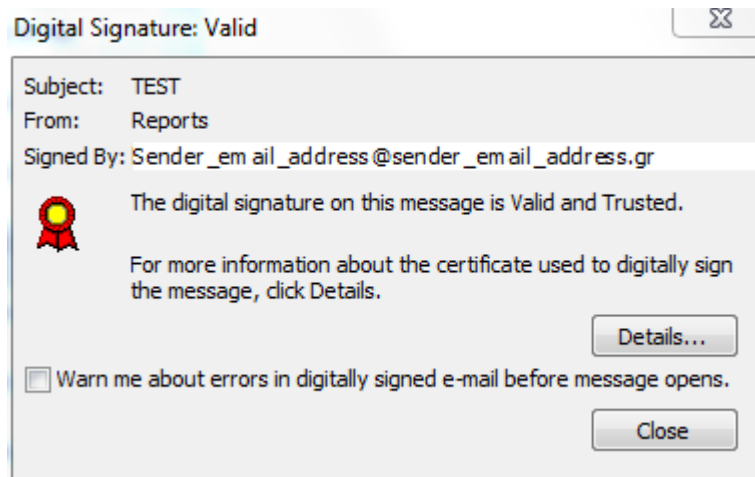 Digital Signature: Valid
Subject: TEST
From: Reports
Signed By: Sender_email_address@sender_email_address.gr
The digital signature on this message is Valid and Trusted.
For more information about the certificate used to digitally sign
the message, click Details.
Details...
Warn me about errors in digitally signed e-mail before message opens.
Close